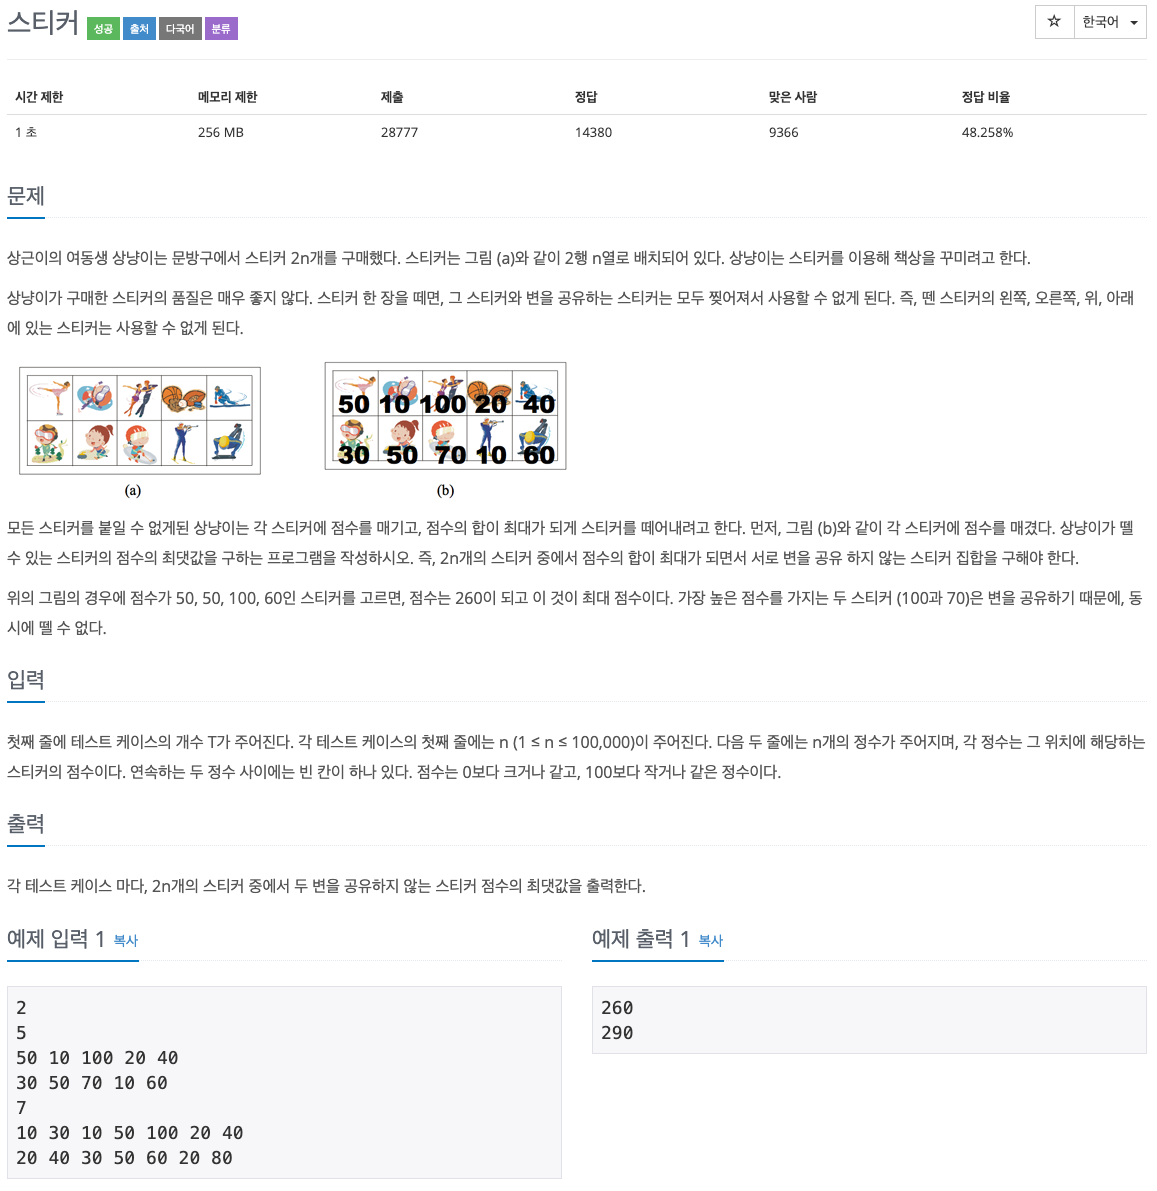 스티커 성공 출처 다국어 분류 ☆ 한국어
시간 제한 메모리 제한 제출 정답 맞은 사람 정답 비율
1 초 256 MB 28777 14380 9366 48.258%
문제
상근이의 여동생 상냥이는 문방구에서 스티커 2n개를 구매했다. 스티커는 그림 (a)와 같이 2행 n열로 배치되어 있다. 상냥이는 스티커를 이용해 책상을 꾸미려고 한다.
상냥이가 구매한 스티커의 품질은 매우 좋지 않다. 스티커 한 장을 떼면, 그 스티커와 변을 공유하는 스티커는 모두 찢어져서 사용할 수 없게 된다. 즉, 뗀 스티커의 왼쪽, 오른쪽, 위, 아래
에 있는 스티커는 사용할 수 없게 된다.
50 10 100 20 40
30 50 70 10 60
(a) (b)
모든 스티커를 붙일 수 없게된 상냥이는 각 스티커에 점수를 매기고, 점수의 합이 최대가 되게 스티커를 떼어내려고 한다. 먼저, 그림 (b)와 같이 각 스티커에 점수를 매겼다. 상냥이가 뗄
수 있는 스티커의 점수의 최댓값을 구하는 프로그램을 작성하시오. 즉, 2n개의 스티커 중에서 점수의 합이 최대가 되면서 서로 변을 공유 하지 않는 스티커 집합을 구해야 한다.
위의 그림의 경우에 점수가 50, 50, 100, 60인 스티커를 고르면, 점수는 260이 되고 이 것이 최대 점수이다. 가장 높은 점수를 가지는 두 스티커 (100과 70)은 변을 공유하기 때문에, 동
시에 뗄 수 없다.
입력
첫째 줄에 테스트 케이스의 개수 T가 주어진다. 각 테스트 케이스의 첫째 줄에는 n (1 ≤ n ≤ 100,000)이 주어진다. 다음 두 줄에는 n개의 정수가 주어지며, 각 정수는 그 위치에 해당하는
스티커의 점수이다. 연속하는 두 정수 사이에는 빈 칸이 하나 있다. 점수는 0보다 크거나 같고, 100보다 작거나 같은 정수이다.
출력
각 테스트 케이스 마다, 2n개의 스티커 중에서 두 변을 공유하지 않는 스티커 점수의 최댓값을 출력한다.
예제 입력 1 복사
2
5
50 10 100 20 40
30 50 70 10 60
7
10 30 10 50 100 20 40
20 40 30 50 60 20 80
예제 출력 1 복사
260
290